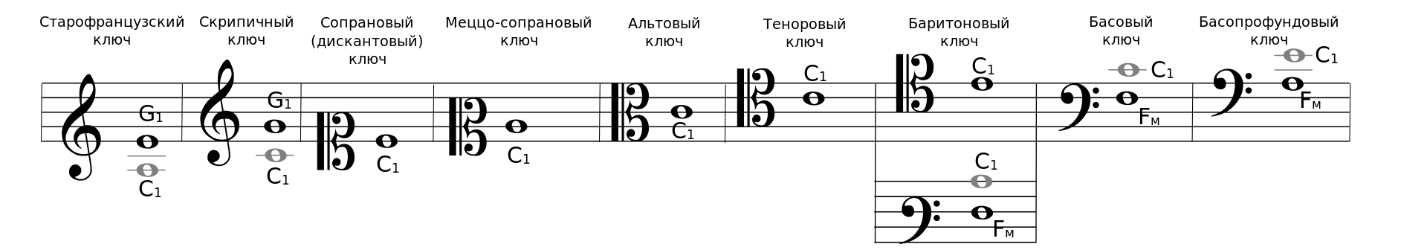 Старофранцузский
ключ
Скрипичный
ключ
Сопрановый
(дискантовый)
ключ
Меццо-сопрановый
ключ
Альтовый
ключ
Теноровый
ключ
Баритоновый
ключ
Басовый
ключ
Басопрофундовый
ключ
G₁
C₁
G₁
C₁
C₁
C₁
C₁
C₁
C₁
C₁
Fм
C₁
Fм
C₁
Fм